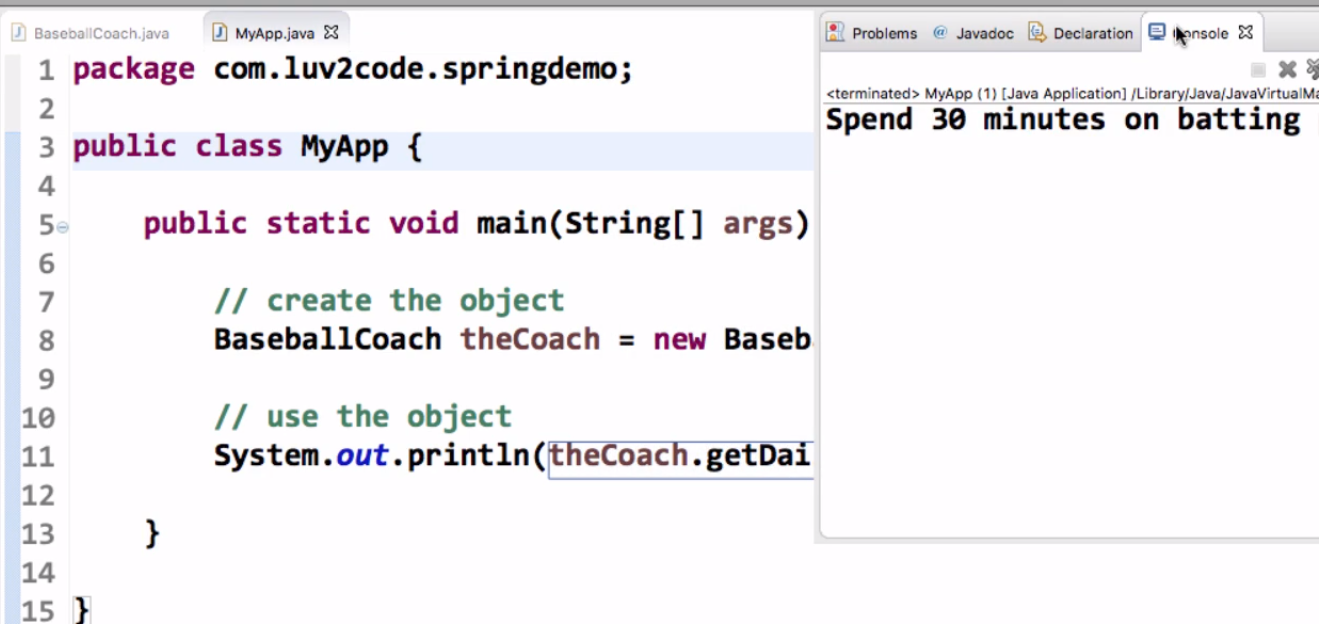 BaseballCoach.java MyApp.java
1 package com.luv2code.springdemo;
2
3 public class MyApp {
4
5 public static void main(String[] args)
6
7 // create the object
8 BaseballCoach theCoach = new Baseb
9
10 // use the object
11 System.out.println(theCoach.getDai
12
13 }
14
15 }
Problems @ Javadoc Declaration Console
<terminated> MyApp (1) [Java Application] /Library/Java/JavaVirtualMa
Spend 30 minutes on batting